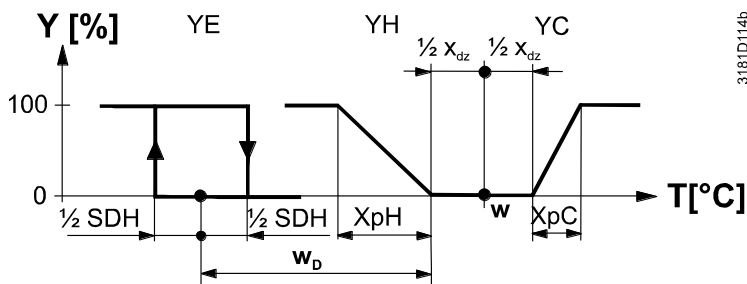 Y [%]
YE
YH
YC
½ x_dz
½ x_dz
3181D114b
100
0
T[°C]
½ SDH
½ SDH
XpH
w
XpC
w_D